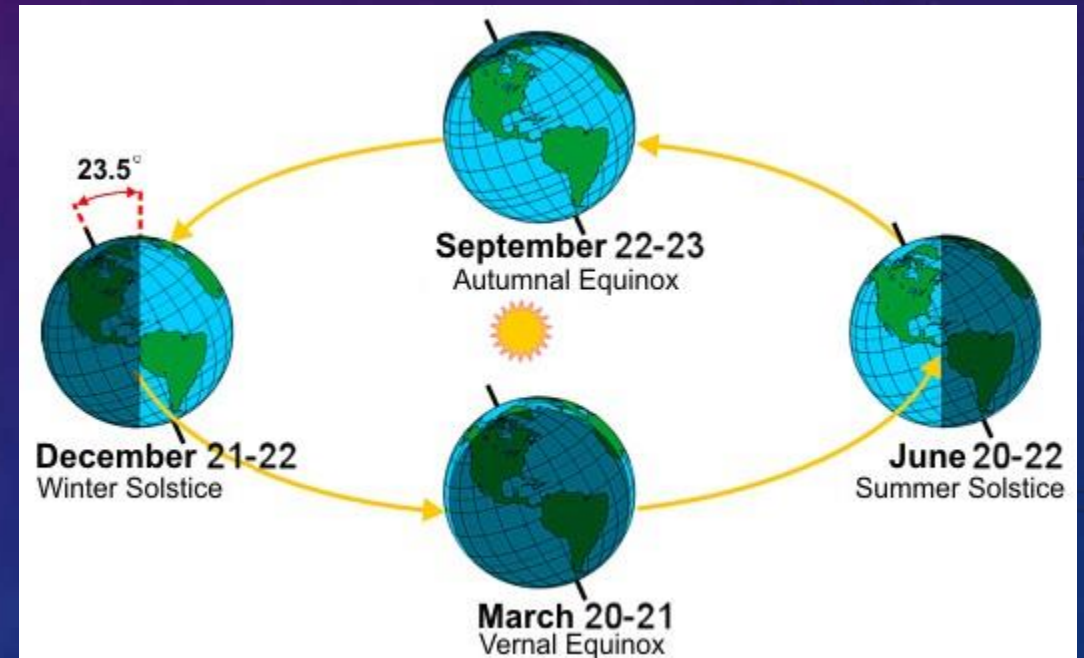 23.5°
September 22-23
Autumnal Equinox
December 21-22
Winter Solstice
June 20-22
Summer Solstice
March 20-21
Vernal Equinox